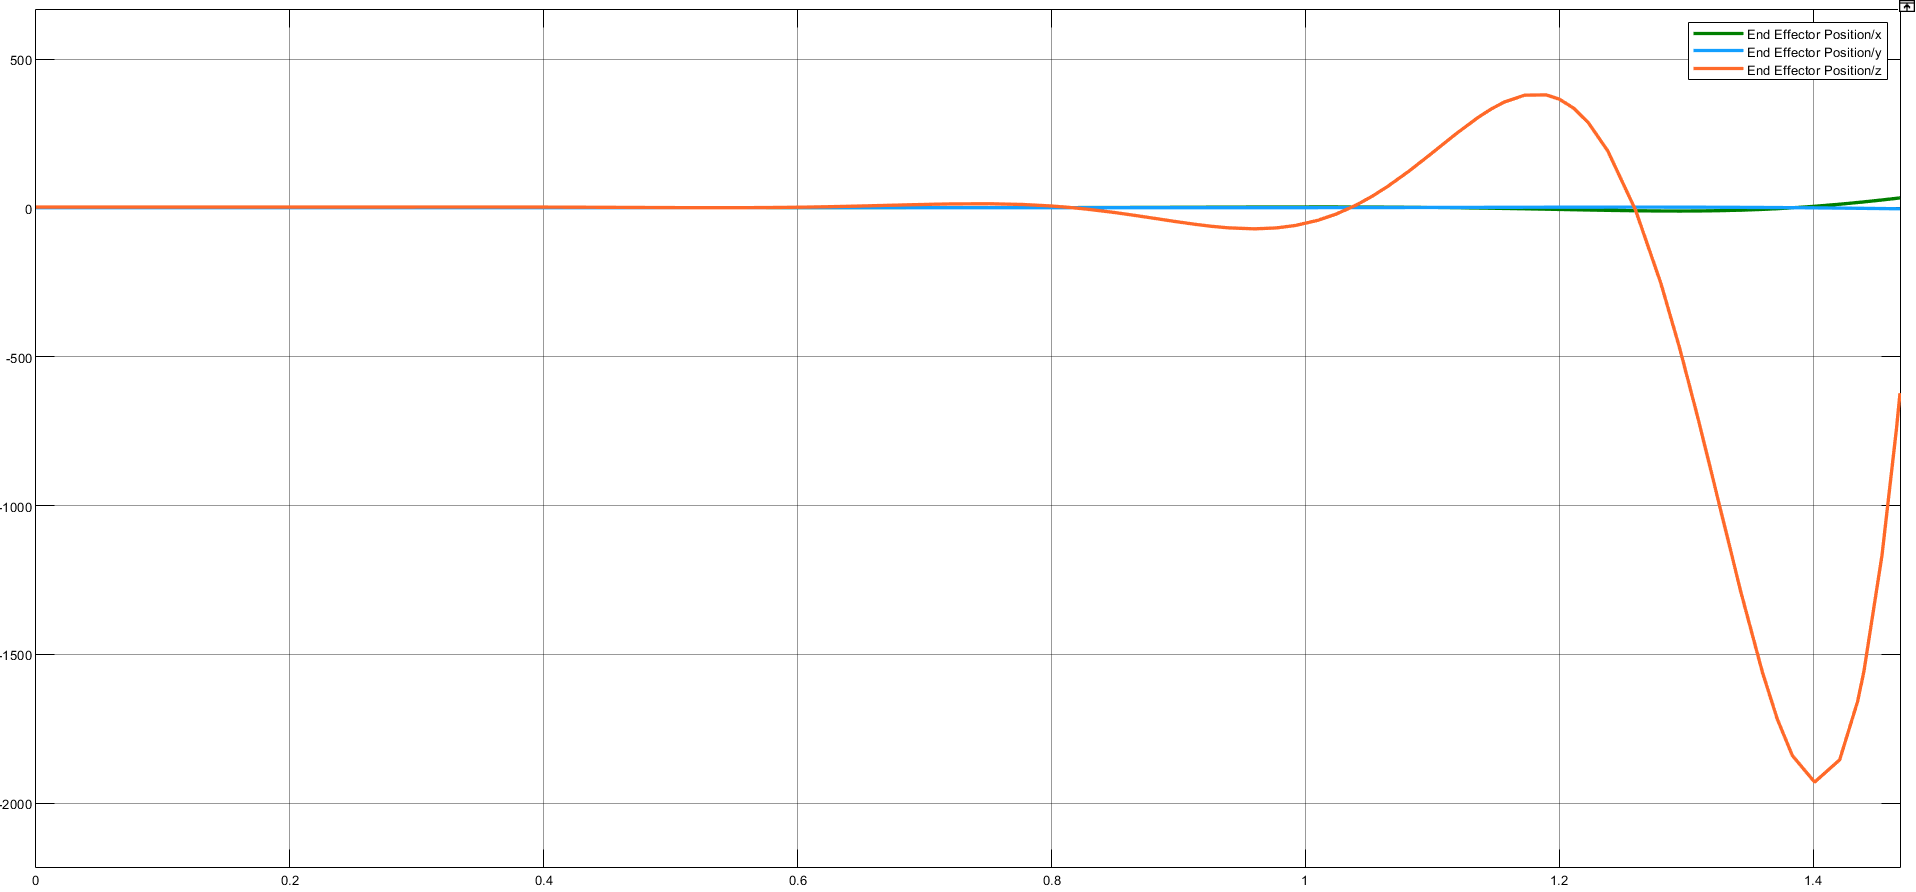 End Effector Position/x
End Effector Position/y
End Effector Position/z
500
0
-500
-1000
-1500
-2000
0 0.2 0.4 0.6 0.8 1 1.2 1.4